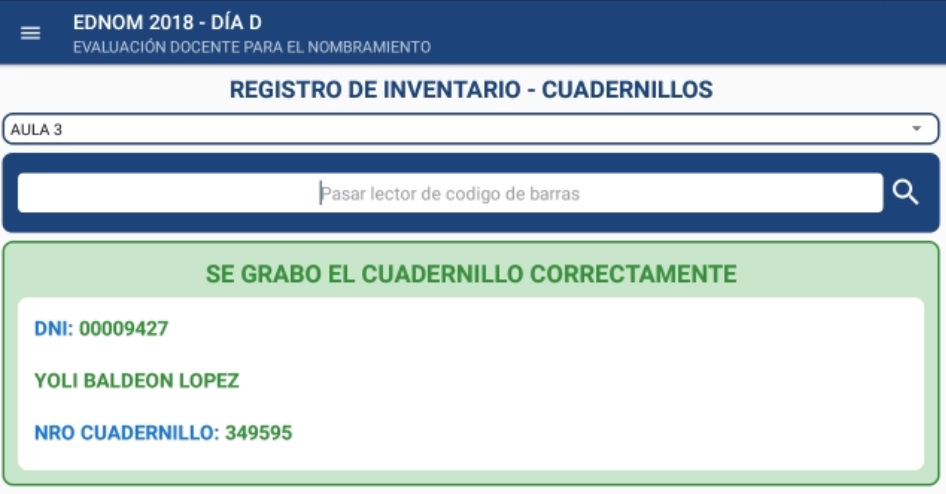 EDNOM 2018 - DÍA D
EVALUACIÓN DOCENTE PARA EL NOMBRAMIENTO
REGISTRO DE INVENTARIO - CUADERNILLOS
AULA 3
Pasar lector de codigo de barras
SE GRABO EL CUADERNILLO CORRECTAMENTE
DNI: 00009427
YOLI BALDEON LOPEZ
NRO CUADERNILLO: 349595